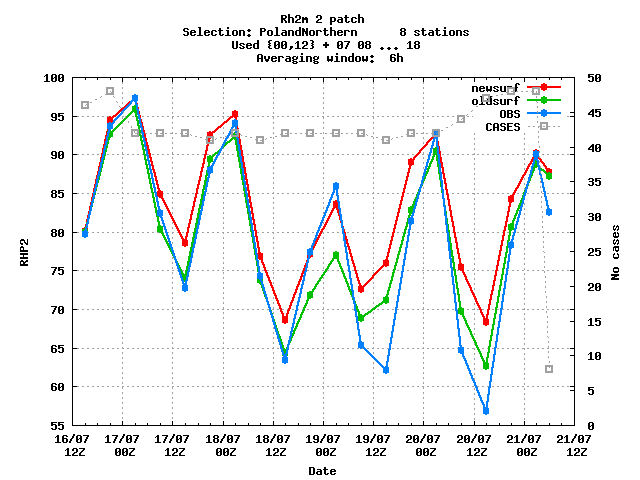 Rh2m 2 patch
Selection: PolandNorthern 8 stations
Used {00,12} + 07 08 ... 18
Averaging window: 6h
100 50
newsurf
oldsurf
OBS
CASES
95 45
90 40
85 35
80 30
RHP2
No cases
75 25
70 20
65 15
60 10
5
55 0
16/07 17/07 17/07 18/07 18/07 19/07 19/07 20/07 20/07 21/07 21/07
12Z 00Z 12Z 00Z 12Z 00Z 12Z 00Z 12Z 00Z 12Z
Date